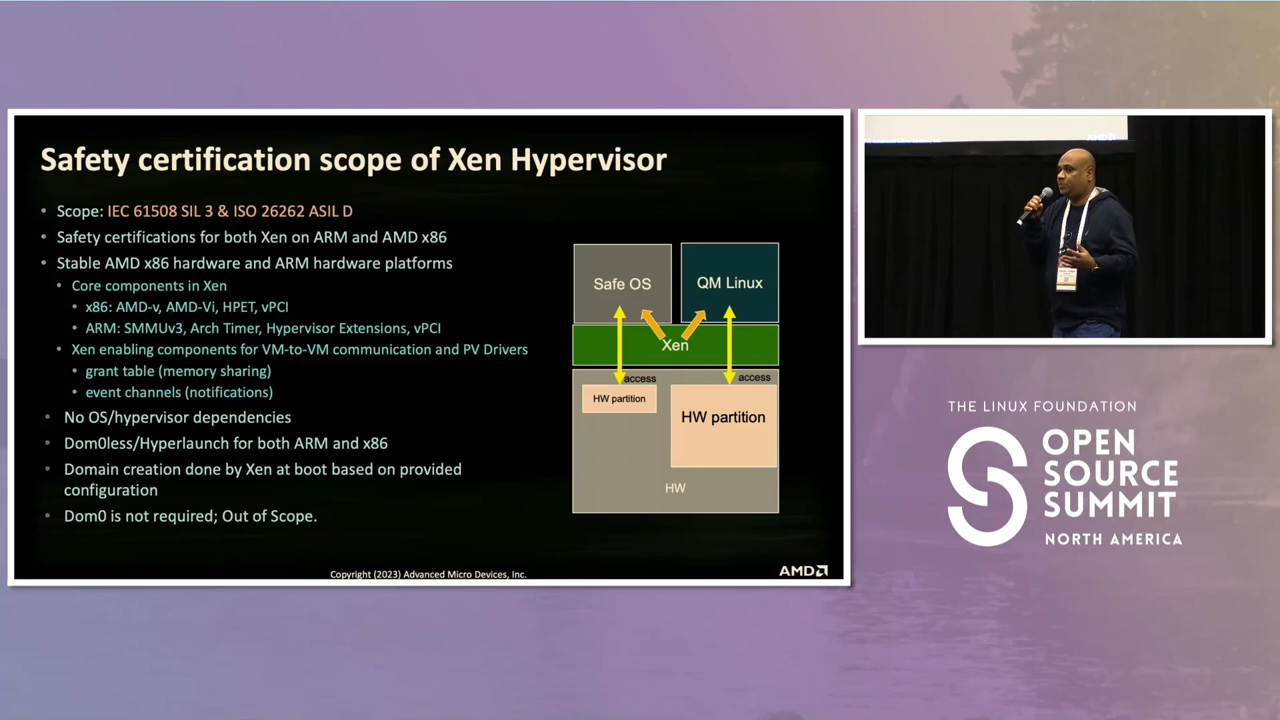 Safety certification scope of Xen Hypervisor
• Scope: IEC 61508 SIL 3 & ISO 26262 ASIL D
• Safety certifications for both Xen on ARM and AMD x86
• Stable AMD x86 hardware and ARM hardware platforms
• Core components in Xen
• x86: AMD-v, AMD-Vi, HPET, vPCI
• ARM: SMMUv3, Arch Timer, Hypervisor Extensions, vPCI
• Xen enabling components for VM-to-VM communication and PV Drivers
• grant table (memory sharing)
• event channels (notifications)
• No OS/hypervisor dependencies
• Dom0less/Hyperlaunch for both ARM and x86
• Domain creation done by Xen at boot based on provided
configuration
• Dom0 is not required; Out of Scope.
Safe OS
QM Linux
Xen
access
access
HW partition
HW partition
HW
Copyright (2023) Advanced Micro Devices, Inc.
AMD
AMD
THE LINUX FOUNDATION
OPEN
SOURCE
SUMMIT
NORTH AMERICA